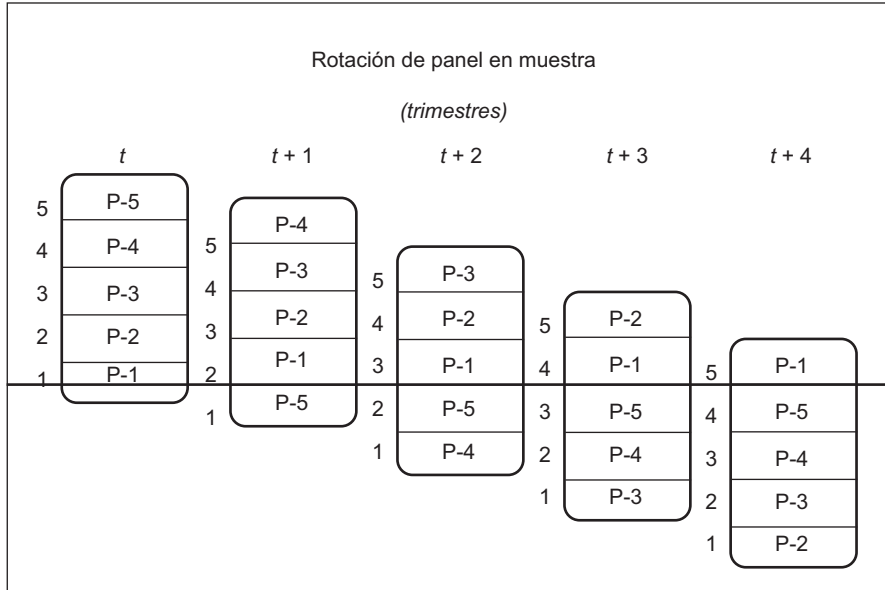 Rotación de panel en muestra
(trimestres)
t t + 1 t + 2 t + 3 t + 4
5 P-5
4 P-4
3 P-3
2 P-2
1 P-1
5 P-4
4 P-3
3 P-2
2 P-1
1 P-5
5 P-3
4 P-2
3 P-1
2 P-5
1 P-4
5 P-2
4 P-1
3 P-5
2 P-4
1 P-3
5 P-1
4 P-5
3 P-4
2 P-3
1 P-2